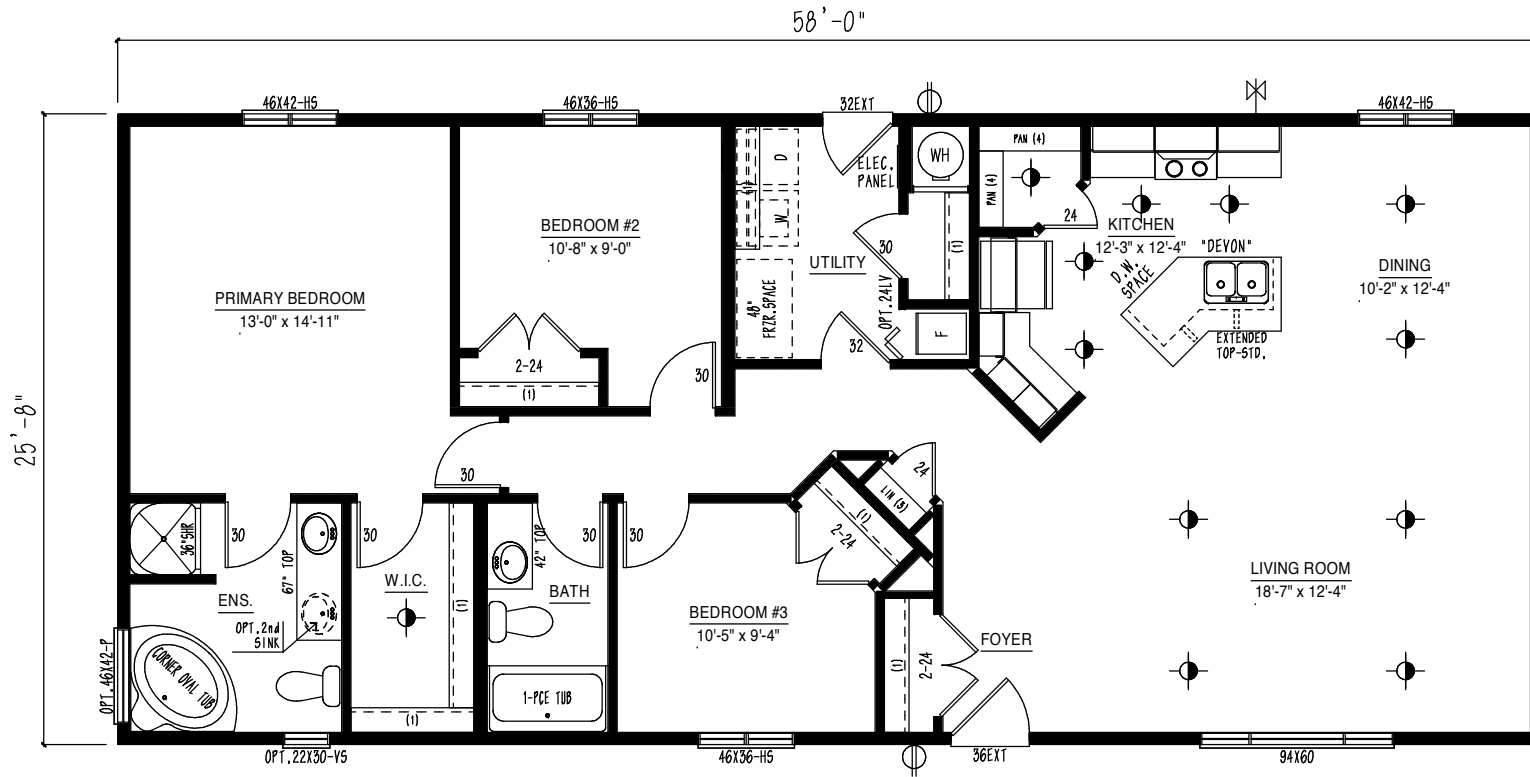 58'-0"
25'-8"
46X42-HS
46X36-HS
32EXT
46X42-HS
PRIMARY BEDROOM
13'-0" x 14'-11"
BEDROOM #2
10'-8" x 9'-0"
2-24
(1)
30
30
(1)
D
W
48"
FRZR.SPACE
UTILITY
ELEC.
PANEL
WH
30
(1)
OPT.24LV
32
F
PAN (4)
PAN (4)
24
KITCHEN
12'-3" x 12'-4"
"DEVON"
D.W.
SPACE
EXTENDED
TOP-STD.
DINING
10'-2" x 12'-4"
36"SHR
30
67" TOP
ENS.
OPT.2nd
SINK
CORNER OVAL TUB
OPT.46X42-P
OPT.22X30-VS
30
W.I.C.
(1)
(1)
42" TOP
30
BATH
1-PCE TUB
30
BEDROOM #3
10'-5" x 9'-4"
(1)
2-24
LIN (3)
24
(1)
2-24
FOYER
LIVING ROOM
18'-7" x 12'-4"
46X36-HS
36EXT
94X60